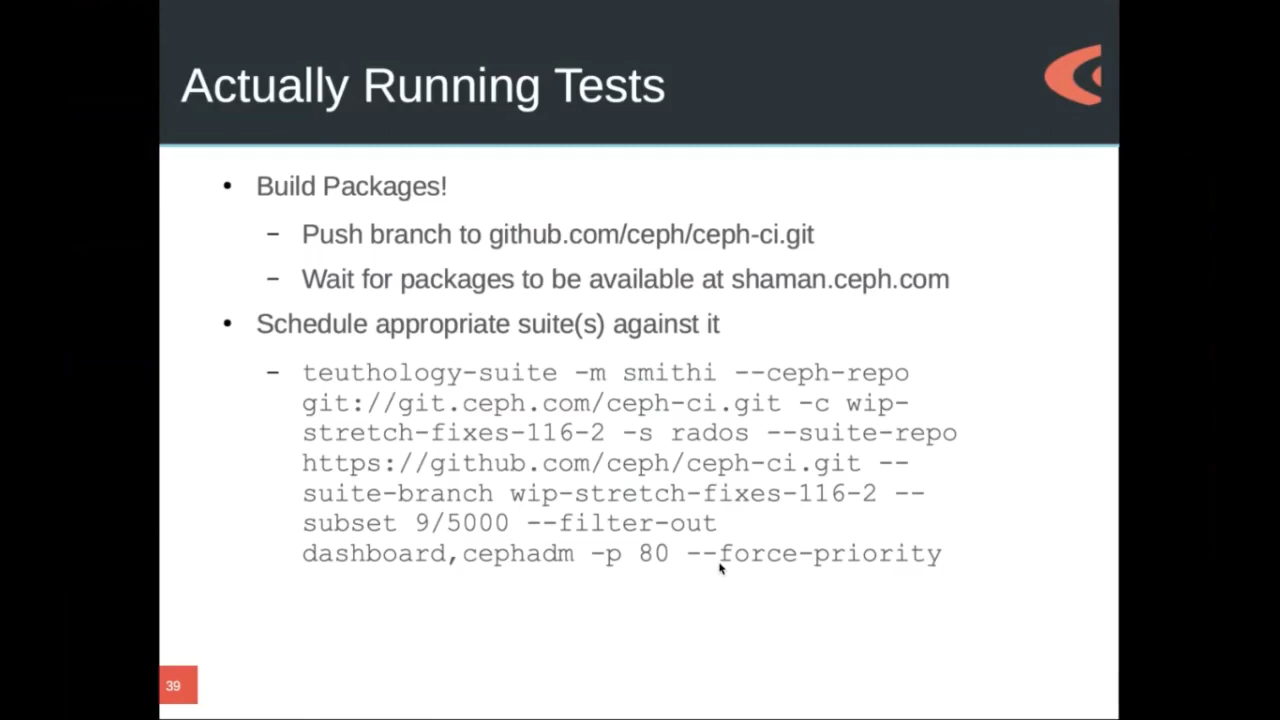 Actually Running Tests
• Build Packages!
– Push branch to github.com/ceph/ceph-ci.git
– Wait for packages to be available at shaman.ceph.com
• Schedule appropriate suite(s) against it
– teuthology-suite -m smithi --ceph-repo
git://git.ceph.com/ceph-ci.git -c wip-
stretch-fixes-116-2 -s rados --suite-repo
https://github.com/ceph/ceph-ci.git --
suite-branch wip-stretch-fixes-116-2 --
subset 9/5000 --filter-out
dashboard,cephadm -p 80 --force-priority
39